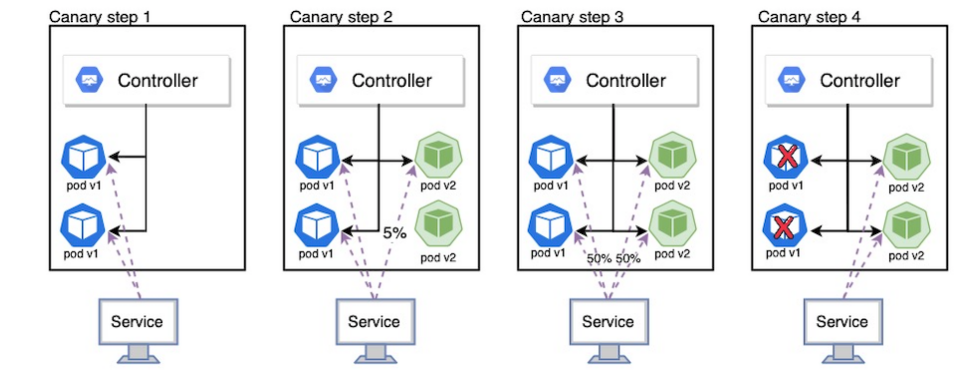 Canary step 1
Controller
pod v1
pod v1
Service
Canary step 2
Controller
pod v1
pod v2
5%
pod v1
pod v2
Service
Canary step 3
Controller
pod v1
pod v2
pod v1
50% 50%
pod v2
Service
Canary step 4
Controller
pod v1
pod v2
pod v1
pod v2
Service